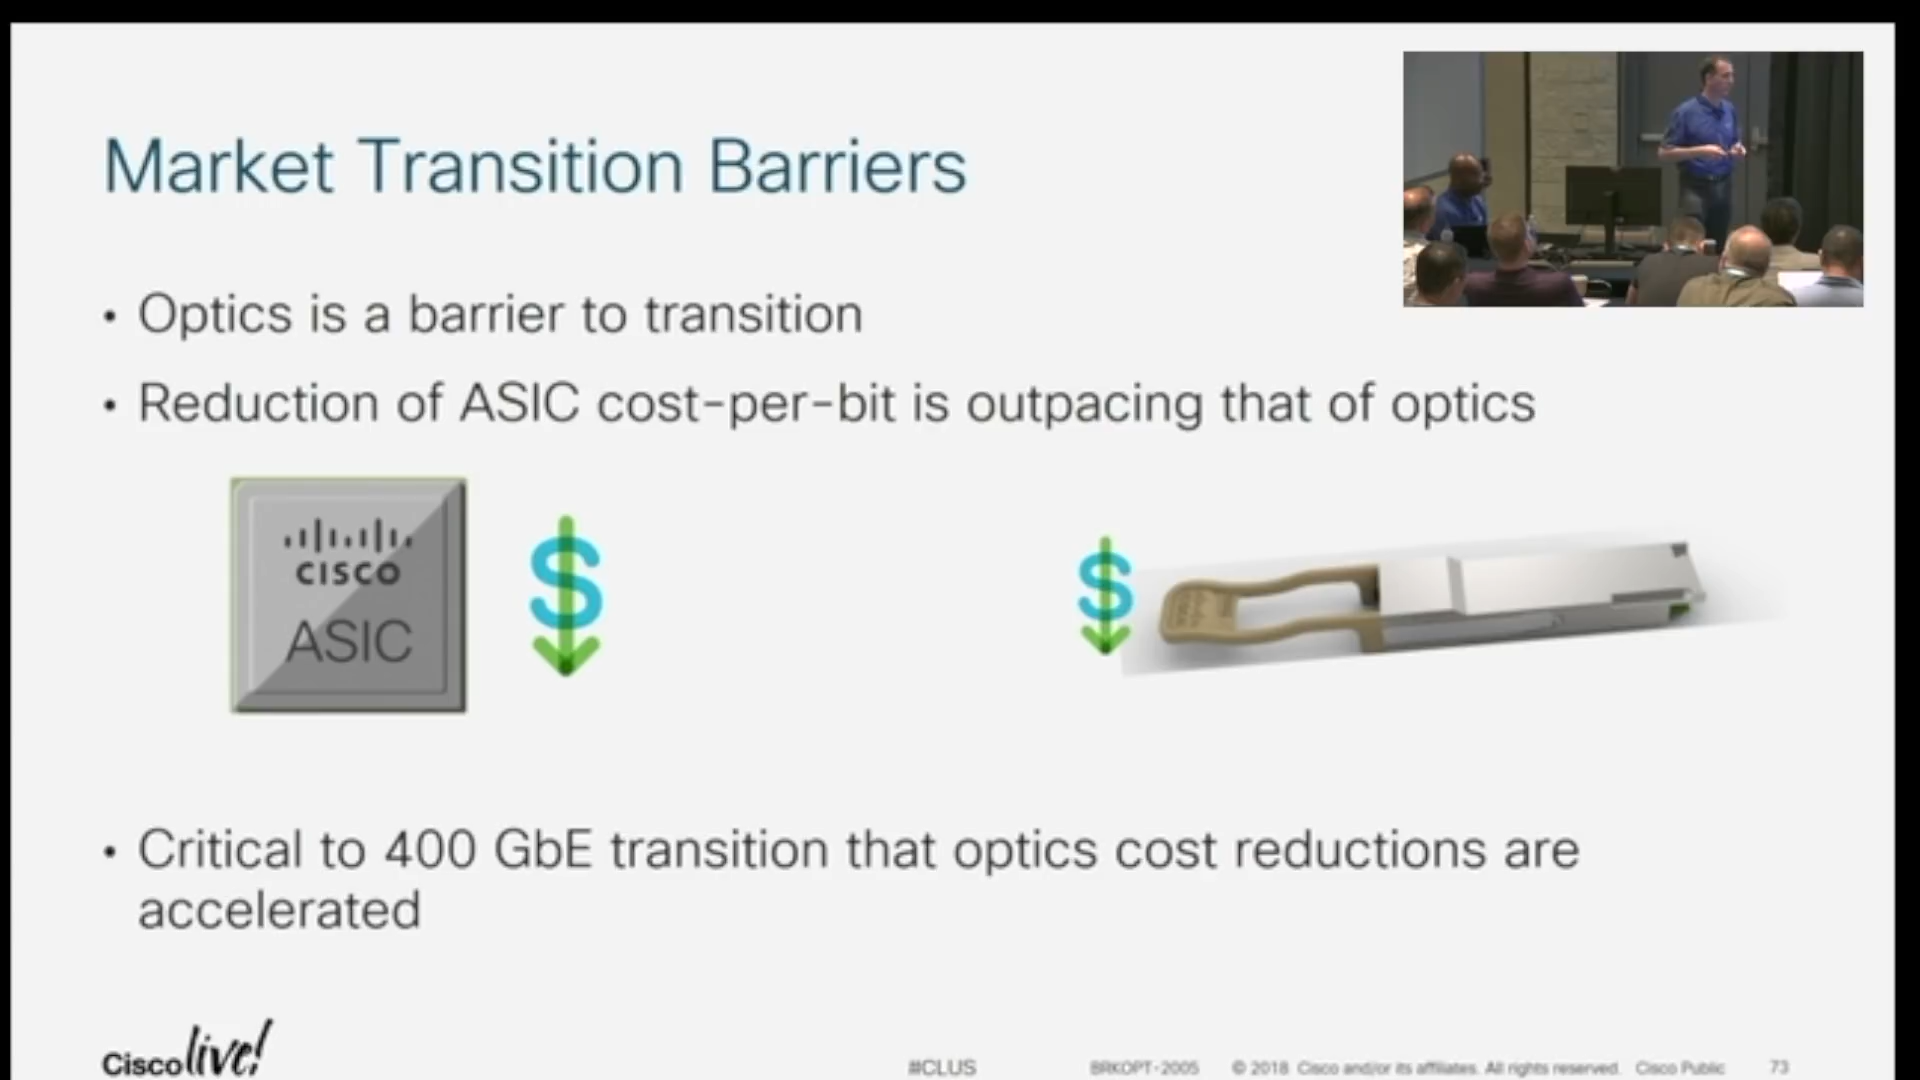 Market Transition Barriers
• Optics is a barrier to transition
• Reduction of ASIC cost-per-bit is outpacing that of optics
CISCO
ASIC
$
$
• Critical to 400 GbE transition that optics cost reductions are
accelerated
Cisco live!
#CLUS
BRKOPT-2005
© 2018 Cisco and/or its affiliates. All rights reserved. Cisco Public
73